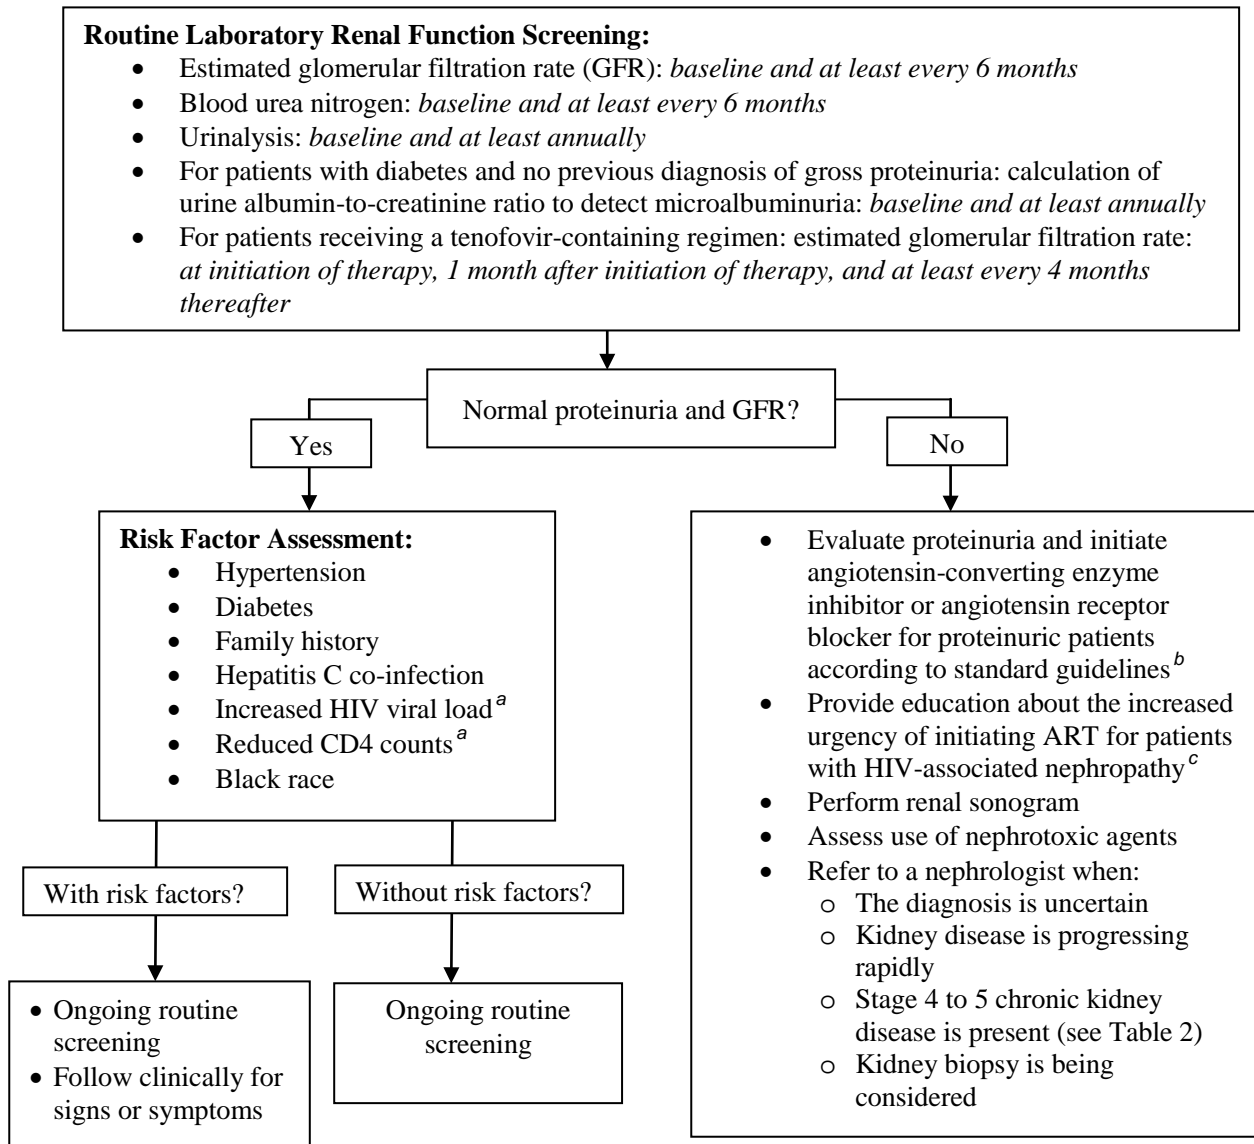 Routine Laboratory Renal Function Screening:
• Estimated glomerular filtration rate (GFR): baseline and at least every 6 months
• Blood urea nitrogen: baseline and at least every 6 months
• Urinalysis: baseline and at least annually
• For patients with diabetes and no previous diagnosis of gross proteinuria: calculation of
urine albumin-to-creatinine ratio to detect microalbuminuria: baseline and at least annually
• For patients receiving a tenofovir-containing regimen: estimated glomerular filtration rate:
at initiation of therapy, 1 month after initiation of therapy, and at least every 4 months
thereafter
Normal proteinuria and GFR?
Yes
No
Risk Factor Assessment:
• Hypertension
• Diabetes
• Family history
• Hepatitis C co-infection
• Increased HIV viral load a
• Reduced CD4 counts a
• Black race
With risk factors?
Without risk factors?
• Ongoing routine
screening
• Follow clinically for
signs or symptoms
Ongoing routine
screening
• Evaluate proteinuria and initiate
angiotensin-converting enzyme
inhibitor or angiotensin receptor
blocker for proteinuric patients
according to standard guidelines b
• Provide education about the increased
urgency of initiating ART for patients
with HIV-associated nephropathy c
• Perform renal sonogram
• Assess use of nephrotoxic agents
• Refer to a nephrologist when:
o The diagnosis is uncertain
o Kidney disease is progressing
rapidly
o Stage 4 to 5 chronic kidney
disease is present (see Table 2)
o Kidney biopsy is being
considered